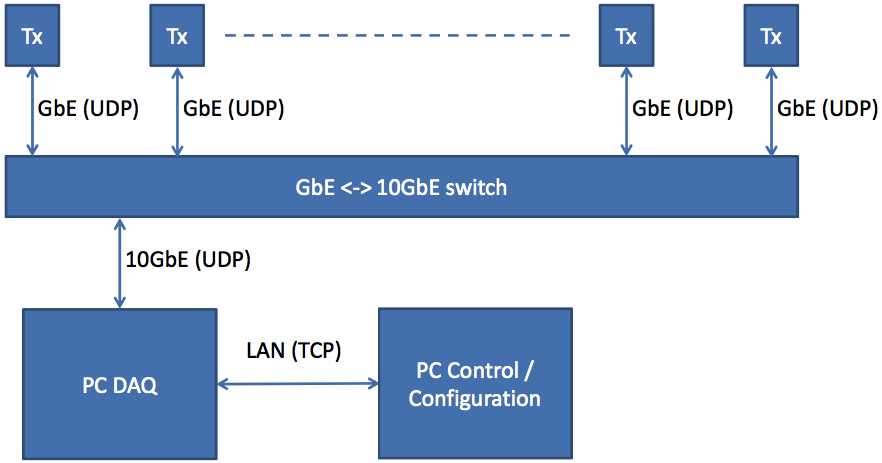 Tx
Tx
Tx
Tx
GbE (UDP)
GbE (UDP)
GbE (UDP)
GbE (UDP)
GbE <-> 10GbE switch
10GbE (UDP)
PC DAQ
LAN (TCP)
PC Control /
Configuration